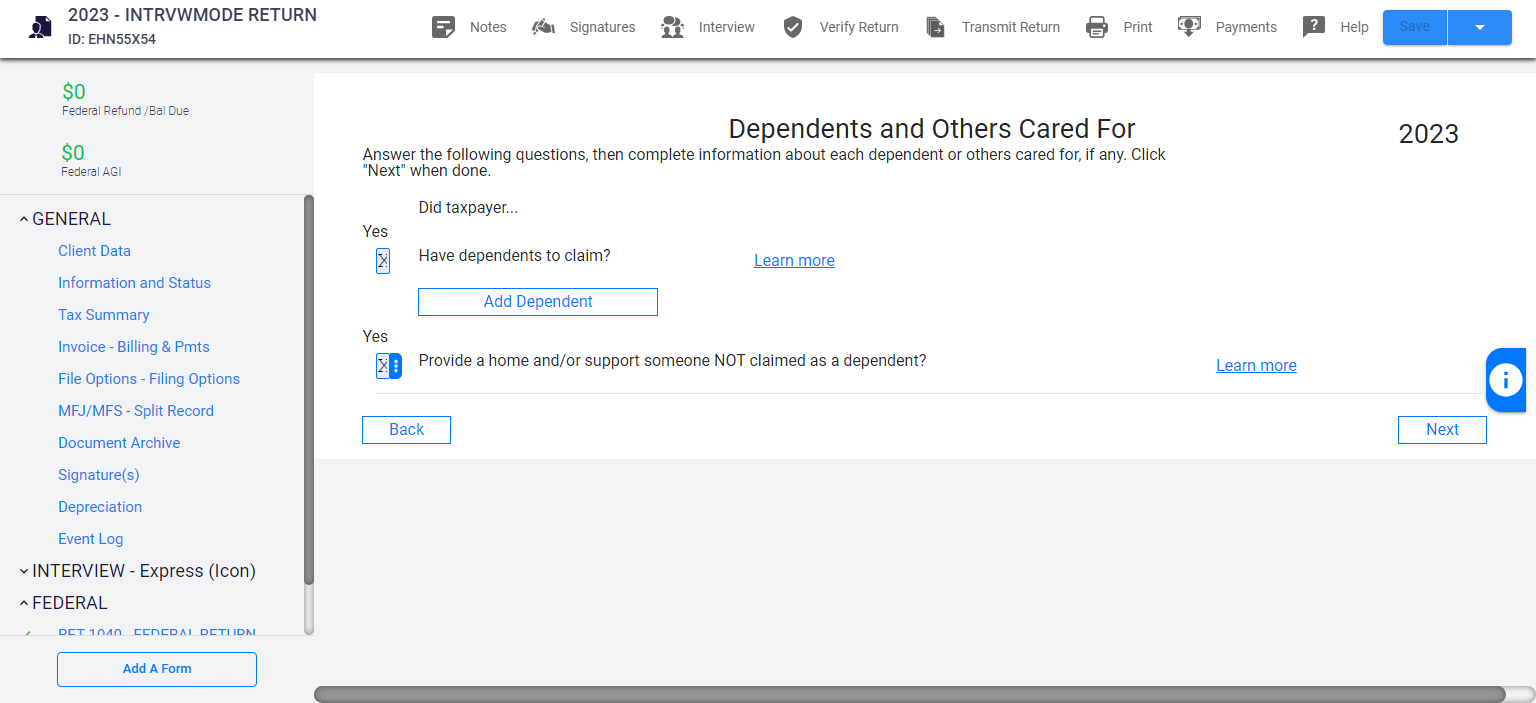 2023 - INTRVWMODE RETURN
ID: EHN55X54
Notes
Signatures
Interview
Verify Return
Transmit Return
Print
Payments
Help
Save
$0
Federal Refund /Bal Due
$0
Federal AGI
GENERAL
Client Data
Information and Status
Tax Summary
Invoice - Billing & Pmts
File Options - Filing Options
MFJ/MFS - Split Record
Document Archive
Signature(s)
Depreciation
Event Log
INTERVIEW - Express (Icon)
FEDERAL
RET 1040 - FEDERAL RETURN
Add A Form
Dependents and Others Cared For
2023
Answer the following questions, then complete information about each dependent or others cared for, if any. Click
"Next" when done.
Did taxpayer...
Yes
X Have dependents to claim? Learn more
Add Dependent
Yes
X Provide a home and/or support someone NOT claimed as a dependent? Learn more
Back
Next